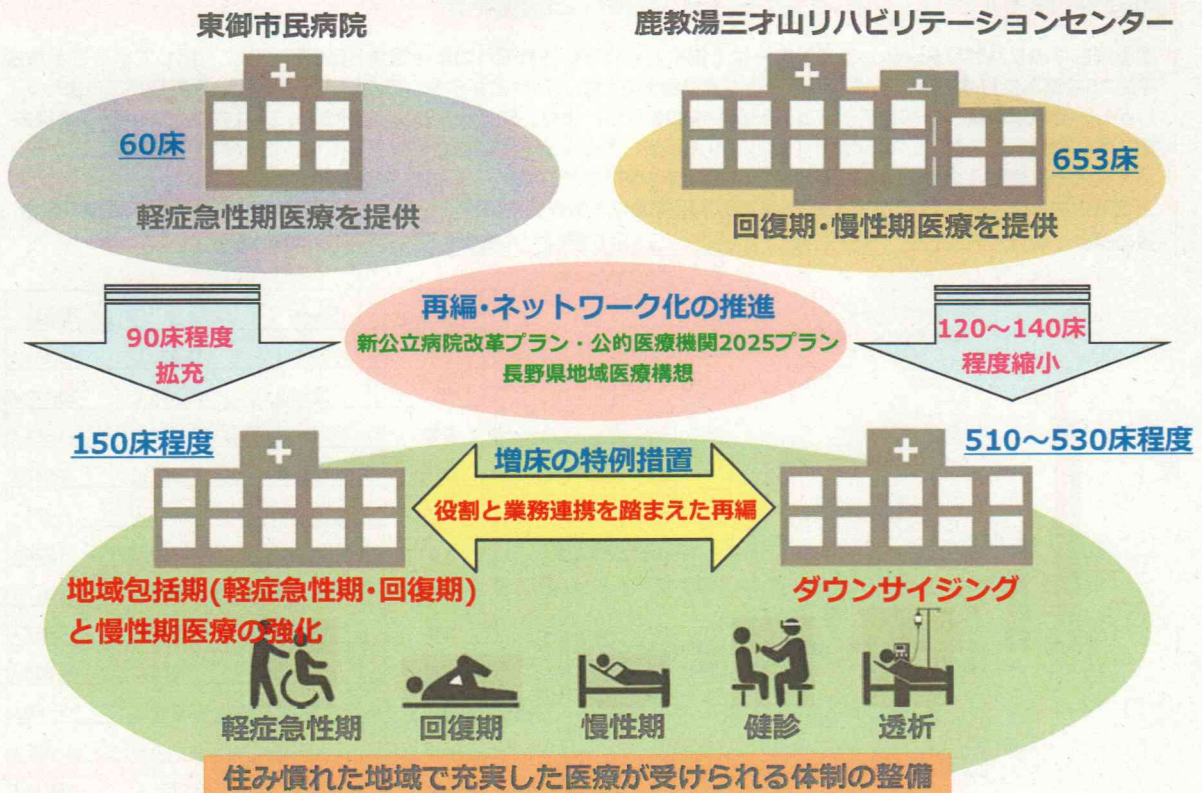 東御市民病院
鹿教湯三才山リハビリテーションセンター
60床
軽症急性期医療を提供
653床
回復期・慢性期医療を提供
90床程度
拡充
再編・ネットワーク化の推進
新公立病院改革プラン・公的医療機関2025プラン
長野県地域医療構想
120～140床
程度縮小
150床程度
増床の特例措置
役割と業務連携を踏まえた再編
510～530床程度
地域包括期(軽症急性期・回復期)
と慢性期医療の強化
ダウンサイジング
軽症急性期
回復期
慢性期
健診
透析
住み慣れた地域で充実した医療が受けられる体制の整備